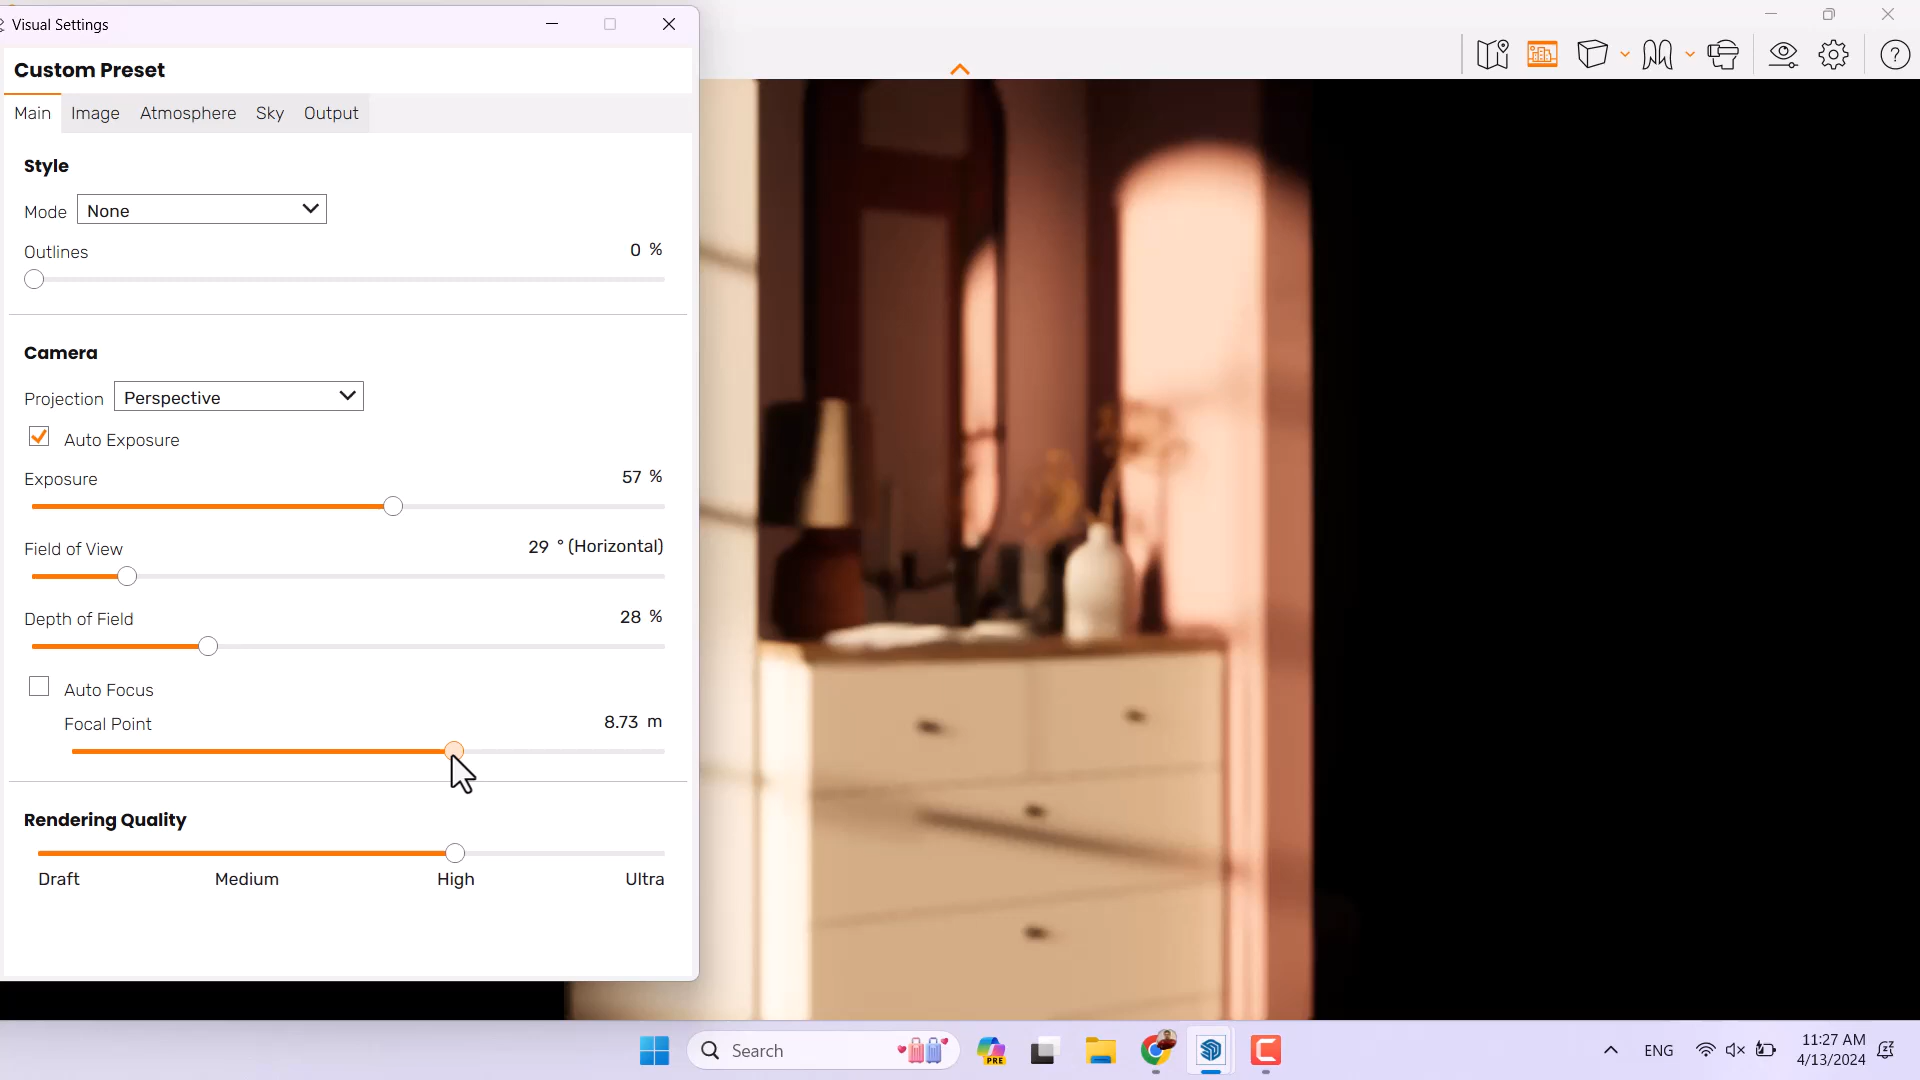 Visual Settings
Custom Preset
Main Image Atmosphere Sky Output
Style
Mode None
Outlines 0 %
Camera
Projection Perspective
Auto Exposure
Exposure 57 %
Field of View 29 ° (Horizontal)
Depth of Field 28 %
Auto Focus
Focal Point 8.73 m
Rendering Quality
Draft Medium High Ultra
Search
PRE
ENG
11:27 AM
4/13/2024